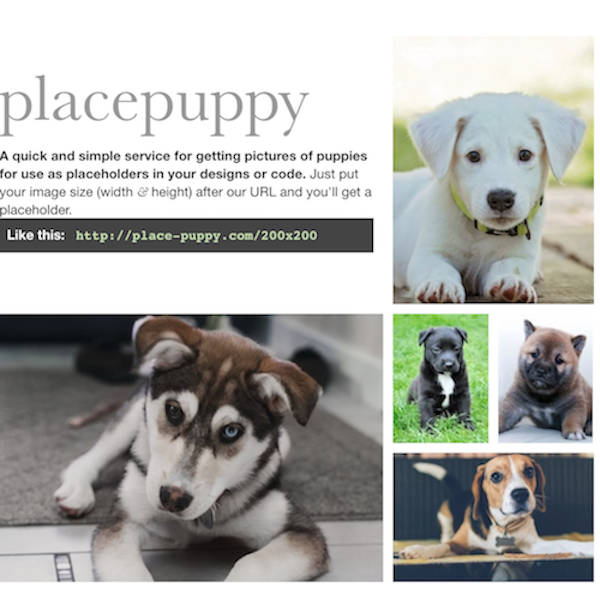 placepuppy
A quick and simple service for getting pictures of puppies
for use as placeholders in your designs or code. Just put
your image size (width & height) after our URL and you'll get a
placeholder.
Like this: http://place-puppy.com/200x200